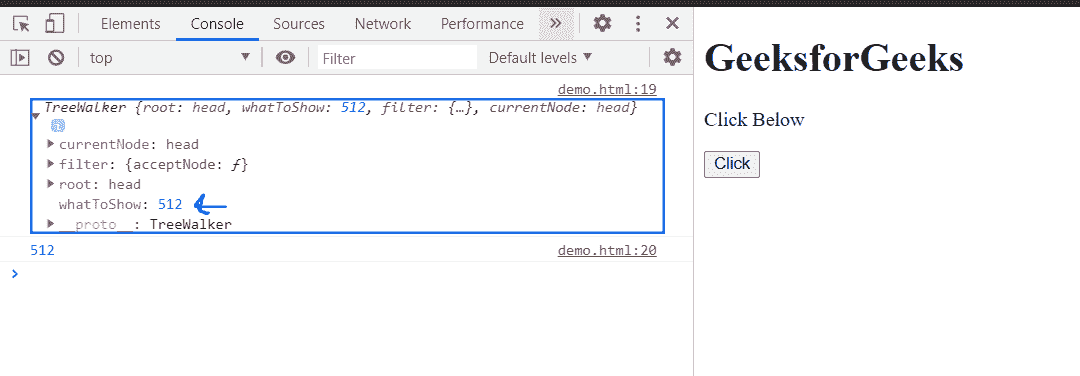 Elements Console Sources Network Performance »
top Filter Default levels
demo.html:19
TreeWalker {root: head, whatToShow: 512, filter: {…}, currentNode: head}
currentNode: head
filter: {acceptNode: ƒ}
root: head
whatToShow: 512
__proto__: TreeWalker
512 demo.html:20
GeeksforGeeks
Click Below
Click